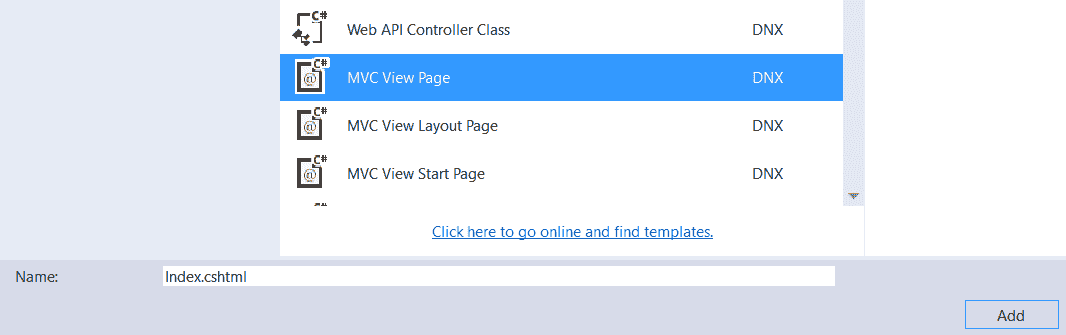 C#
Web API Controller Class DNX
C#
@
MVC View Page DNX
C#
@
MVC View Layout Page DNX
C#
@
MVC View Start Page DNX
C#
Click here to go online and find templates.
Name: Index.cshtml
Add